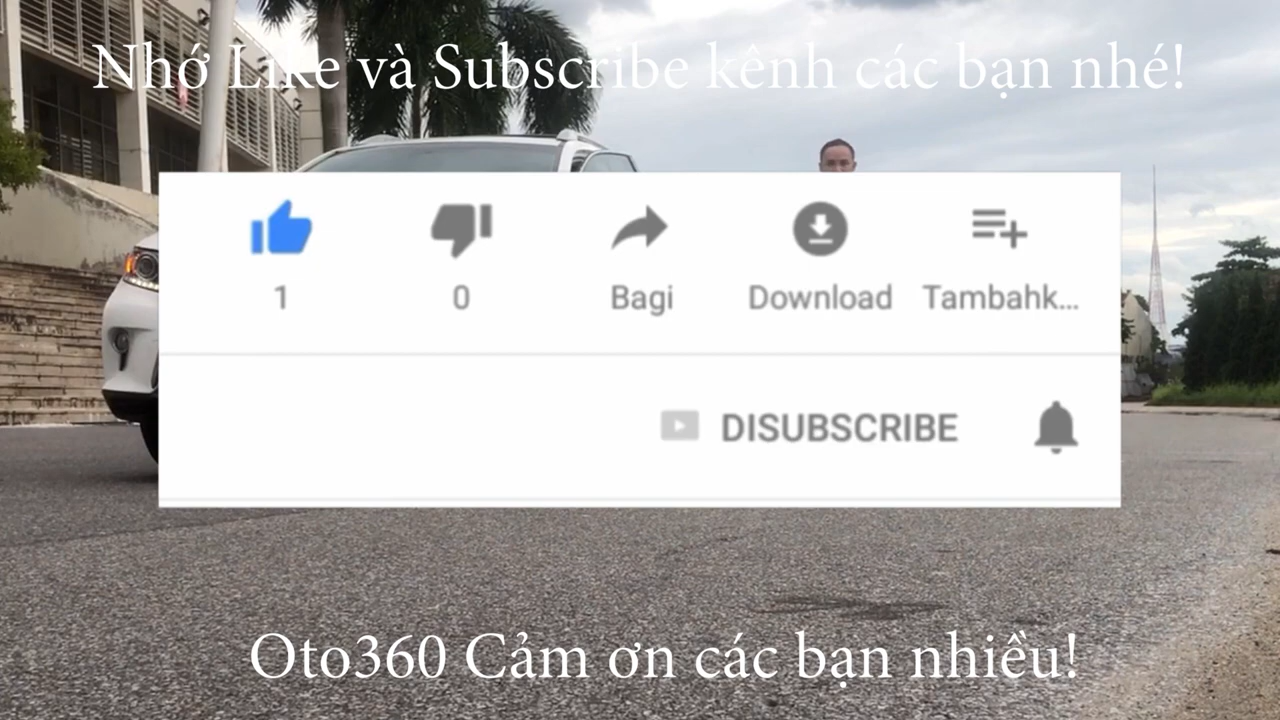 Nhớ Like và Subscribe kênh các bạn nhé!
1 0 Bagi Download Tambahk...
DISUBSCRIBE
Oto360 Cảm ơn các bạn nhiều!